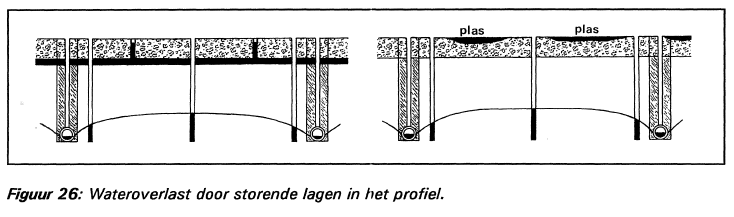 plas
plas
Figuur 26: Wateroverlast door storende lagen in het profiel.